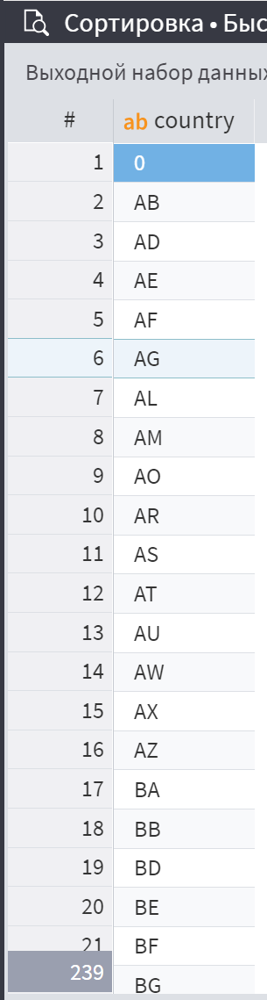 Сортировка • Быс
Выходной набор данных
# ab country
1 0
2 AB
3 AD
4 AE
5 AF
6 AG
7 AL
8 AM
9 AO
10 AR
11 AS
12 AT
13 AU
14 AW
15 AX
16 AZ
17 BA
18 BB
19 BD
20 BE
21 BF
239 BG